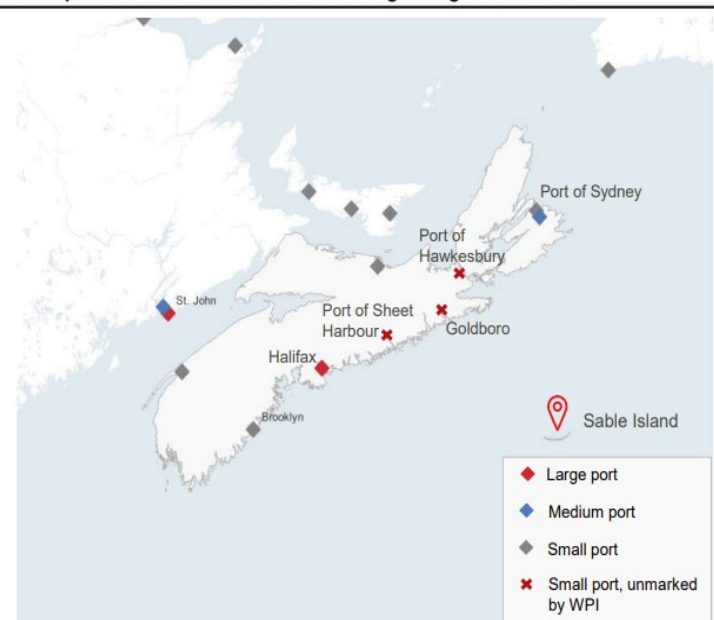 Port of Sydney
Port of
Hawkesbury
St. John
Port of Sheet
Harbour
Goldboro
Halifax
Brooklyn
Sable Island
Large port
Medium port
Small port
Small port, unmarked
by WPI